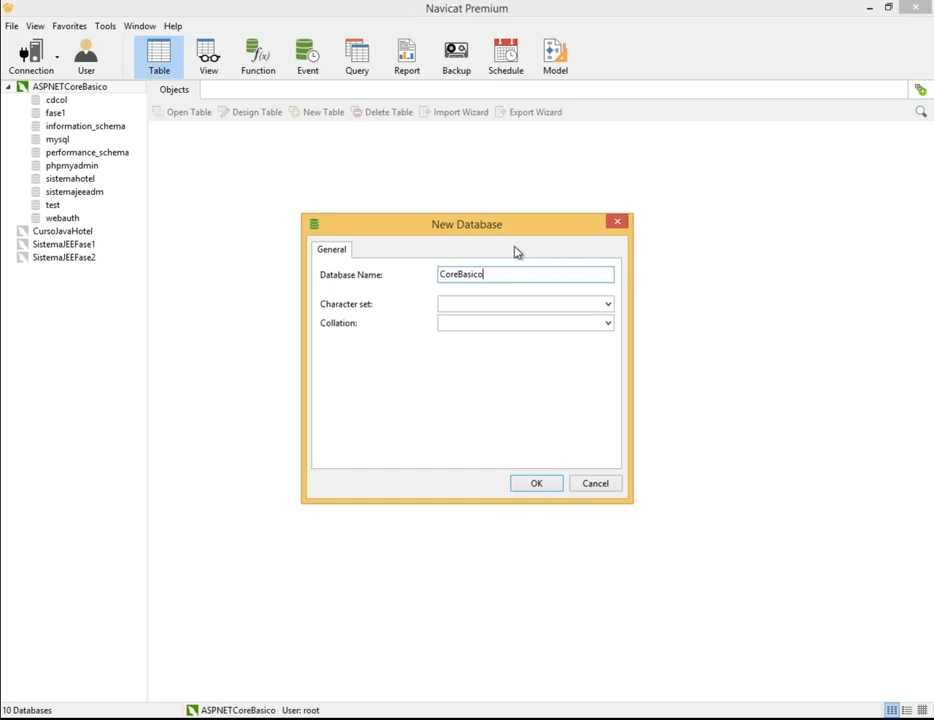 Navicat Premium
File View Favorites Tools Window Help
Connection User Table View Function Event Query Report Backup Schedule Model
f(x)
ASPNETCoreBasico
cdcol
fase1
information_schema
mysql
performance_schema
phpmyadmin
sistemahotel
sistemajeeadm
test
webauth
CursoJavaHotel
SistemaJEEFase1
SistemaJEEFase2
Objects
Open Table Design Table New Table Delete Table Import Wizard Export Wizard
New Database
General
Database Name: CoreBasico
Character set:
Collation:
OK Cancel
10 Databases ASPNETCoreBasico User: root